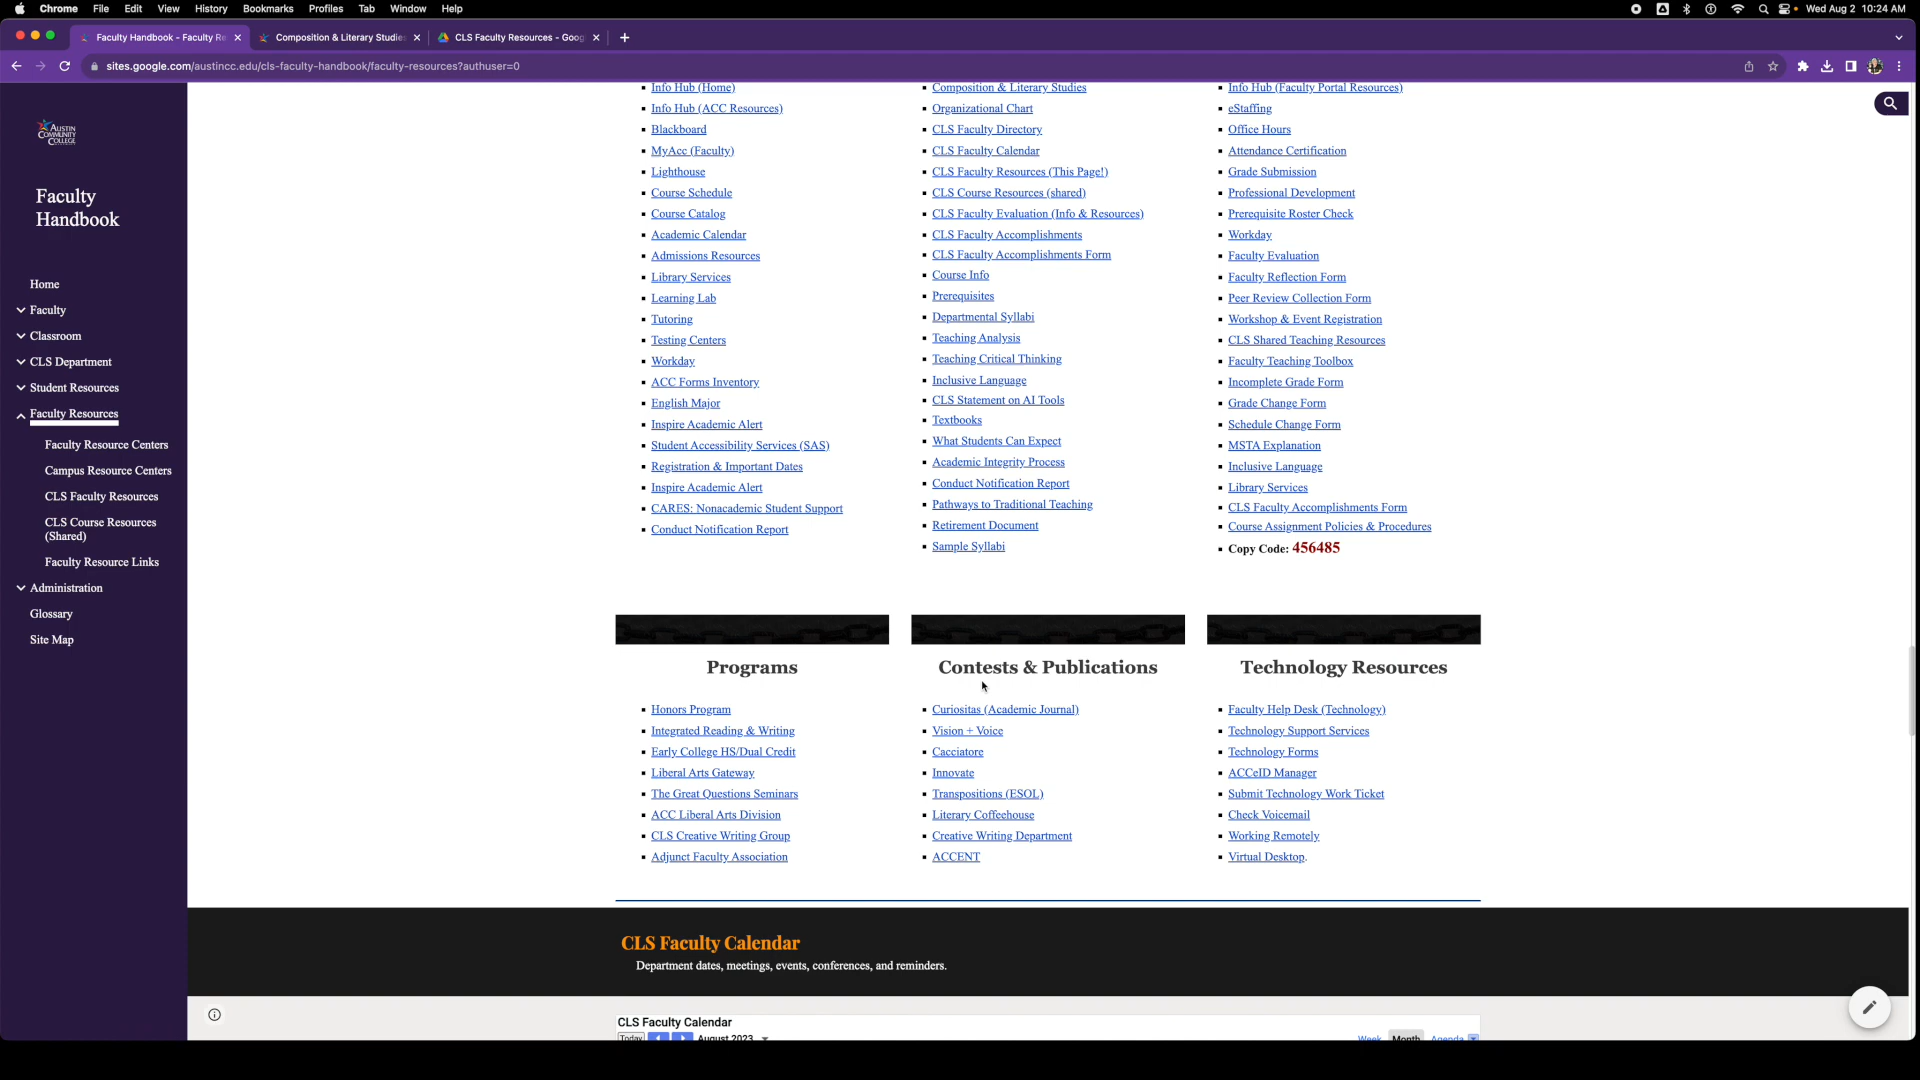 Chrome File Edit View History Bookmarks Profiles Tab Window Help
Wed Aug 2 10:24 AM
Faculty Handbook - Faculty Re
Composition & Literary Studie
CLS Faculty Resources - Goog
sites.google.com/austincc.edu/cls-faculty-handbook/faculty-resources?authuser=0
AUSTIN
COMMUNITY
COLLEGE
Faculty
Handbook
Home
Faculty
Classroom
CLS Department
Student Resources
Faculty Resources
Faculty Resource Centers
Campus Resource Centers
CLS Faculty Resources
CLS Course Resources
(Shared)
Faculty Resource Links
Administration
Glossary
Site Map
Info Hub (Home)
Info Hub (ACC Resources)
Blackboard
MyAcc (Faculty)
Lighthouse
Course Schedule
Course Catalog
Academic Calendar
Admissions Resources
Library Services
Learning Lab
Tutoring
Testing Centers
Workday
ACC Forms Inventory
English Major
Inspire Academic Alert
Student Accessibility Services (SAS)
Registration & Important Dates
Inspire Academic Alert
CARES: Nonacademic Student Support
Conduct Notification Report
Composition & Literary Studies
Organizational Chart
CLS Faculty Directory
CLS Faculty Calendar
CLS Faculty Resources (This Page!)
CLS Course Resources (shared)
CLS Faculty Evaluation (Info & Resources)
CLS Faculty Accomplishments
CLS Faculty Accomplishments Form
Course Info
Prerequisites
Departmental Syllabi
Teaching Analysis
Teaching Critical Thinking
Inclusive Language
CLS Statement on AI Tools
Textbooks
What Students Can Expect
Academic Integrity Process
Conduct Notification Report
Pathways to Traditional Teaching
Retirement Document
Sample Syllabi
Info Hub (Faculty Portal Resources)
eStaffing
Office Hours
Attendance Certification
Grade Submission
Professional Development
Prerequisite Roster Check
Workday
Faculty Evaluation
Faculty Reflection Form
Peer Review Collection Form
Workshop & Event Registration
CLS Shared Teaching Resources
Faculty Teaching Toolbox
Incomplete Grade Form
Grade Change Form
Schedule Change Form
MSTA Explanation
Inclusive Language
Library Services
CLS Faculty Accomplishments Form
Course Assignment Policies & Procedures
Copy Code: 456485
Programs
Honors Program
Integrated Reading & Writing
Early College HS/Dual Credit
Liberal Arts Gateway
The Great Questions Seminars
ACC Liberal Arts Division
CLS Creative Writing Group
Adjunct Faculty Association
Contests & Publications
Curiositas (Academic Journal)
Vision + Voice
Cacciatore
Innovate
Transpositions (ESOL)
Literary Coffeehouse
Creative Writing Department
ACCENT
Technology Resources
Faculty Help Desk (Technology)
Technology Support Services
Technology Forms
ACCeID Manager
Submit Technology Work Ticket
Check Voicemail
Working Remotely
Virtual Desktop.
CLS Faculty Calendar
Department dates, meetings, events, conferences, and reminders.
CLS Faculty Calendar
Today August 2023 Week Month Agenda